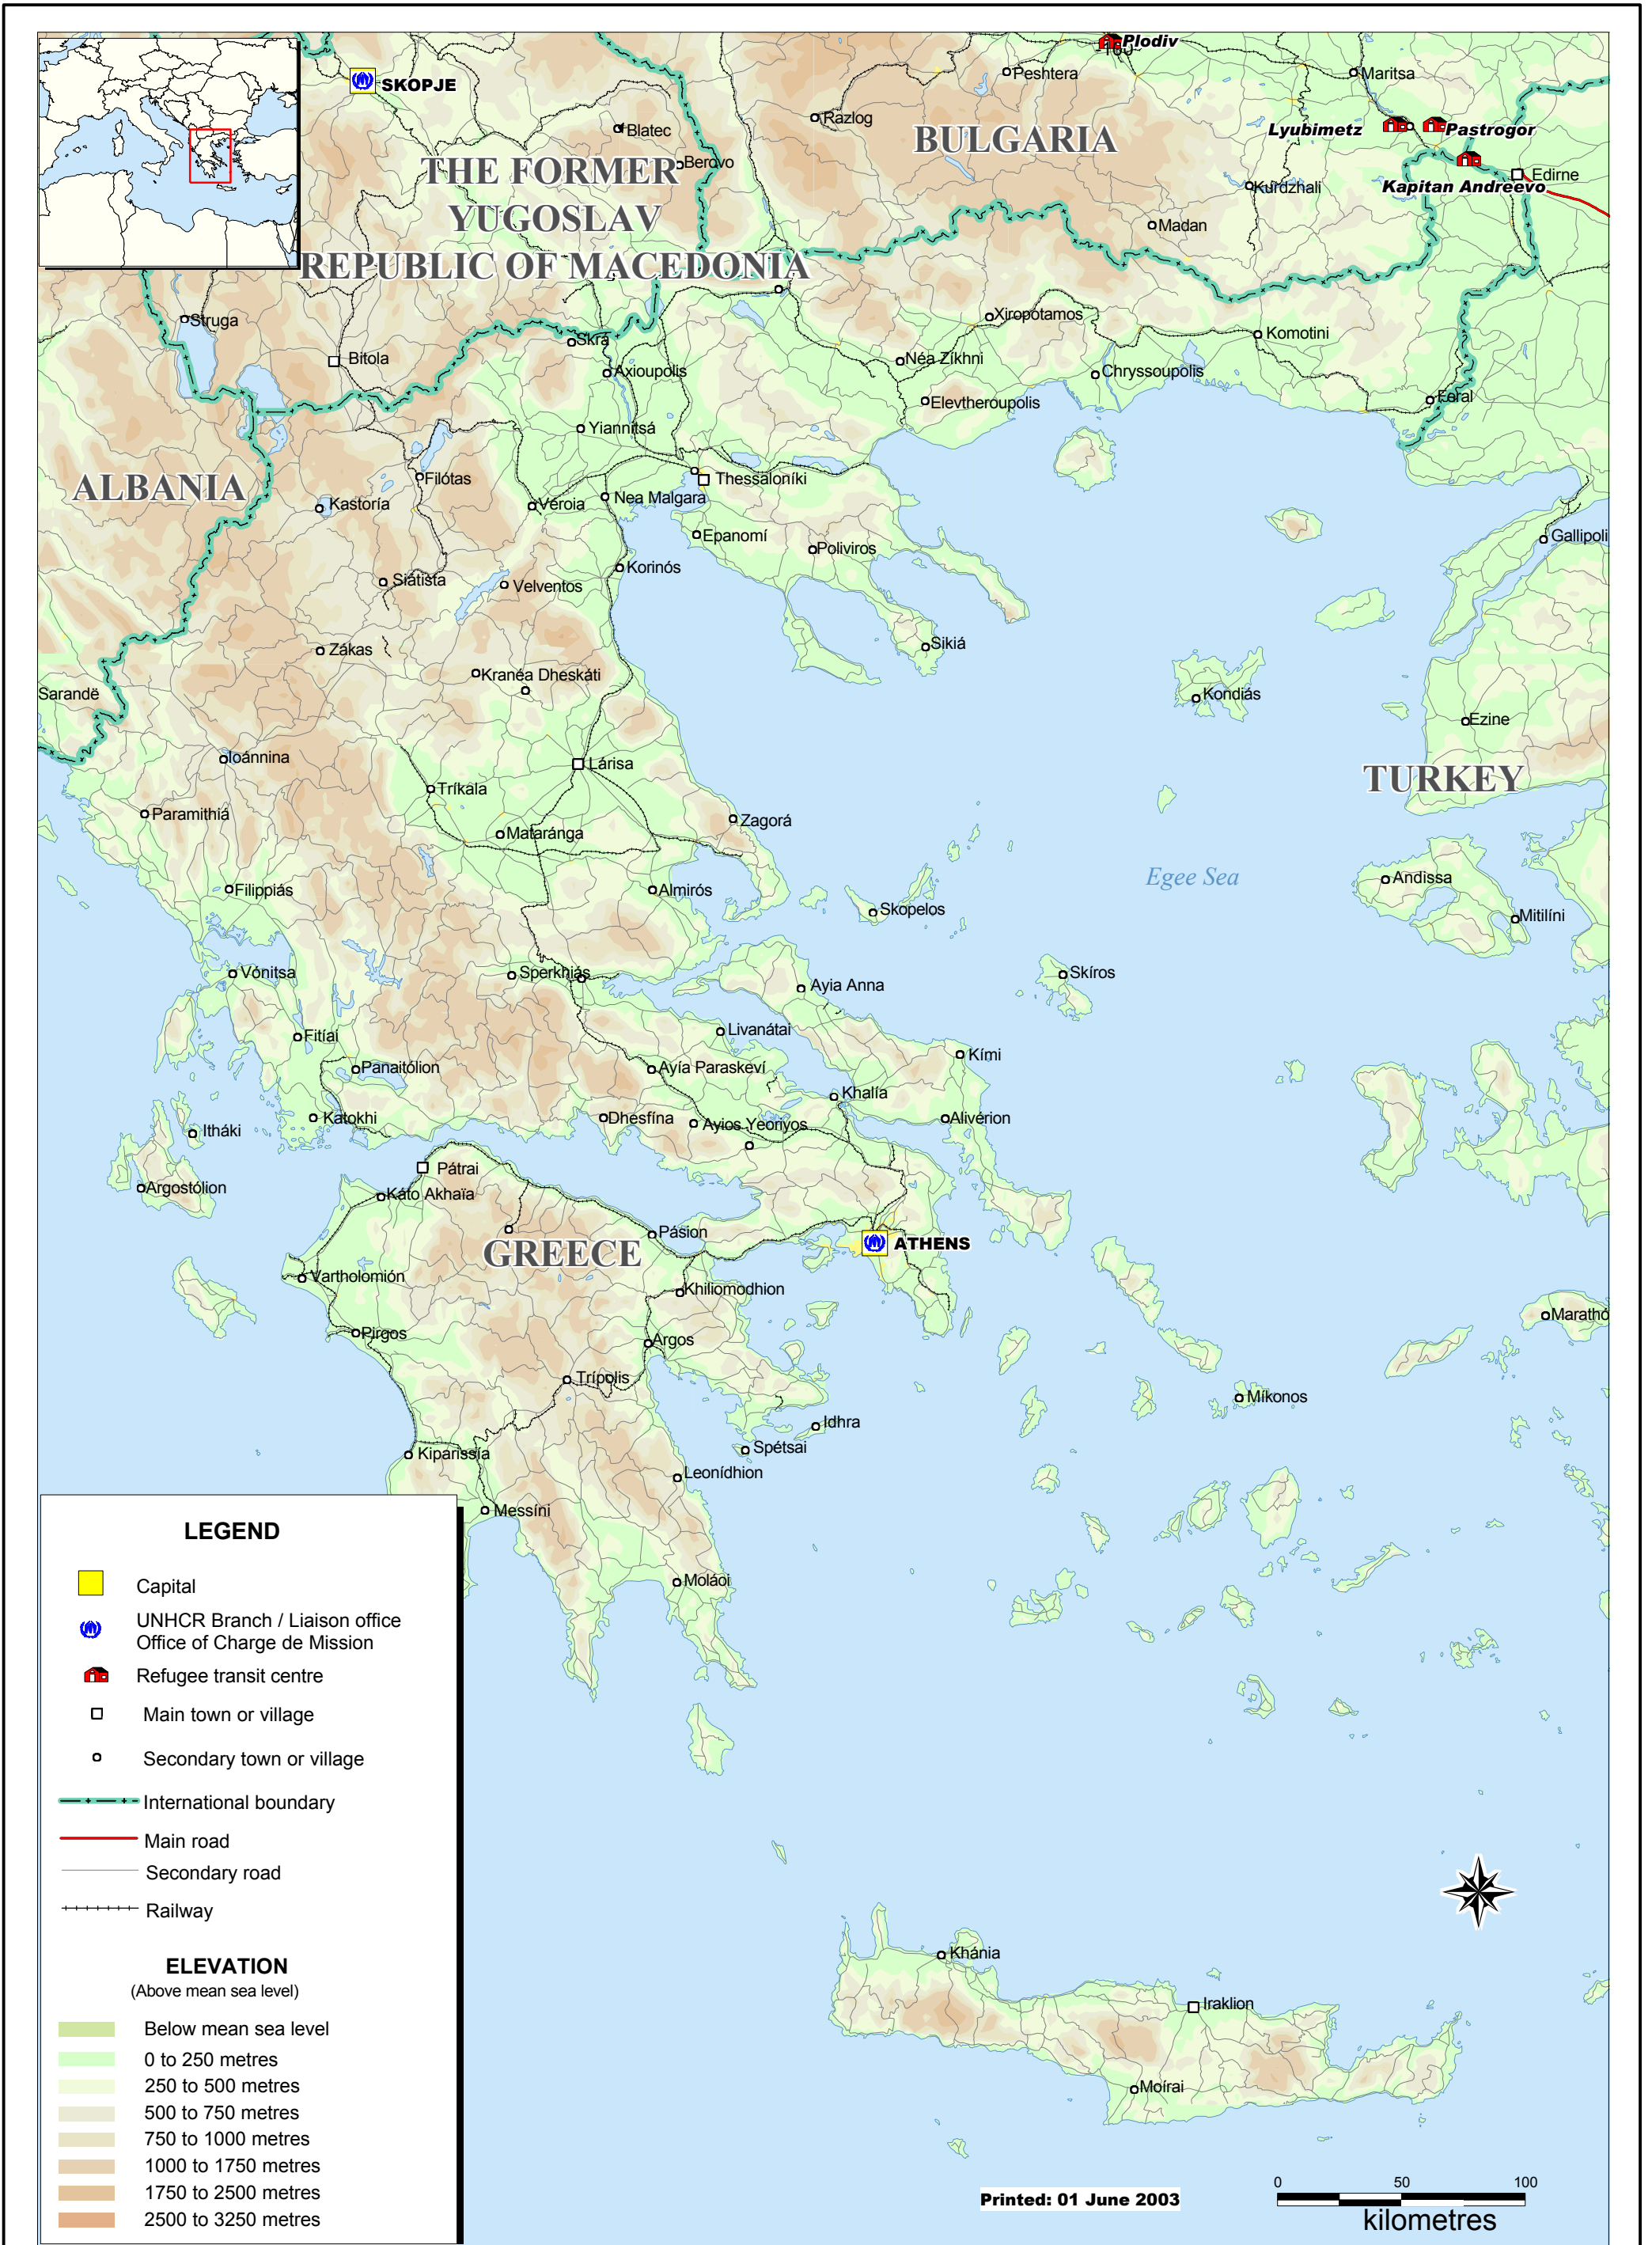 Plodiv
SKOPJE
Peshtera
Maritsa
Razlog
Blatec
BULGARIA
Lyubimetz
Pastrogor
THE FORMER
YUGOSLAV
REPUBLIC OF MACEDONIA
Berovo
Kurdzhali
Kapitan Andreevo
Edirne
Madan
Struga
Bitola
Skra
Axioupolis
Xiropotamos
Néa Zíkhni
Komotini
Chryssoupolis
Elevtheroupolis
Feral
Yiannitsá
ALBANIA
Filótas
Kastoría
Véroia
Nea Malgara
Thessaloníki
Epanomí
Poliviros
Gallipoli
Siátista
Velventos
Korinós
Sikiá
Zákas
Kranéa Dheskáti
Sarandë
Kondiás
Ezine
Ioánnina
Lárisa
TURKEY
Tríkala
Paramithiá
Mataránga
Zagorá
Filippiás
Almirós
Egee Sea
Andissa
Skopelos
Mitilíni
Vónitsa
Sperkhiás
Ayia Anna
Skíros
Fitíai
Livanátai
Panaitólion
Ayía Paraskeví
Kími
Khalía
Katokhi
Itháki
Dhesfína
Ayios Yeoriyos
Alivérion
Pátrai
Argostólion
Káto Akhaïa
Pásion
GREECE
ATHENS
Vartholomión
Khiliomodhion
Marathó
Pirgos
Argos
Trípolis
Míkonos
Idhra
Spétsai
Kiparissía
Leonídhion
Messíni
Moláoi
LEGEND
Capital
UNHCR Branch / Liaison office
Office of Charge de Mission
Refugee transit centre
Main town or village
Secondary town or village
International boundary
Main road
Secondary road
Railway
ELEVATION
(Above mean sea level)
Below mean sea level
0 to 250 metres
250 to 500 metres
500 to 750 metres
750 to 1000 metres
1000 to 1750 metres
1750 to 2500 metres
2500 to 3250 metres
Khánia
Iraklion
Moírai
Printed: 01 June 2003
0 50 100
kilometres